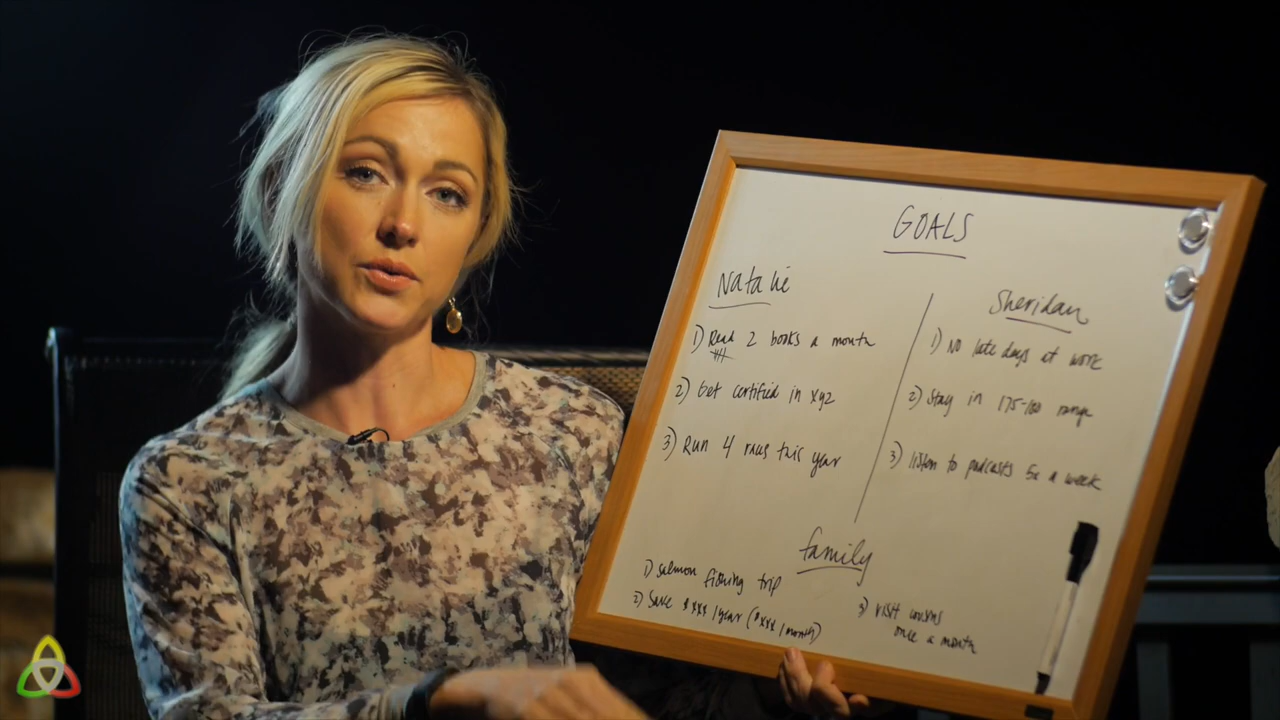 GOALS
Natalie
1) Read 2 books a month
2) Get certified in XYZ
3) Run 4 races this year
Sheridan
1) No late days at work
2) Stay in 175-180 range
3) listen to podcasts 5x a week
family
1) Salmon fishing trip
2) Save $XXX /year ($XXX /month)
3) visit cousins
once a month